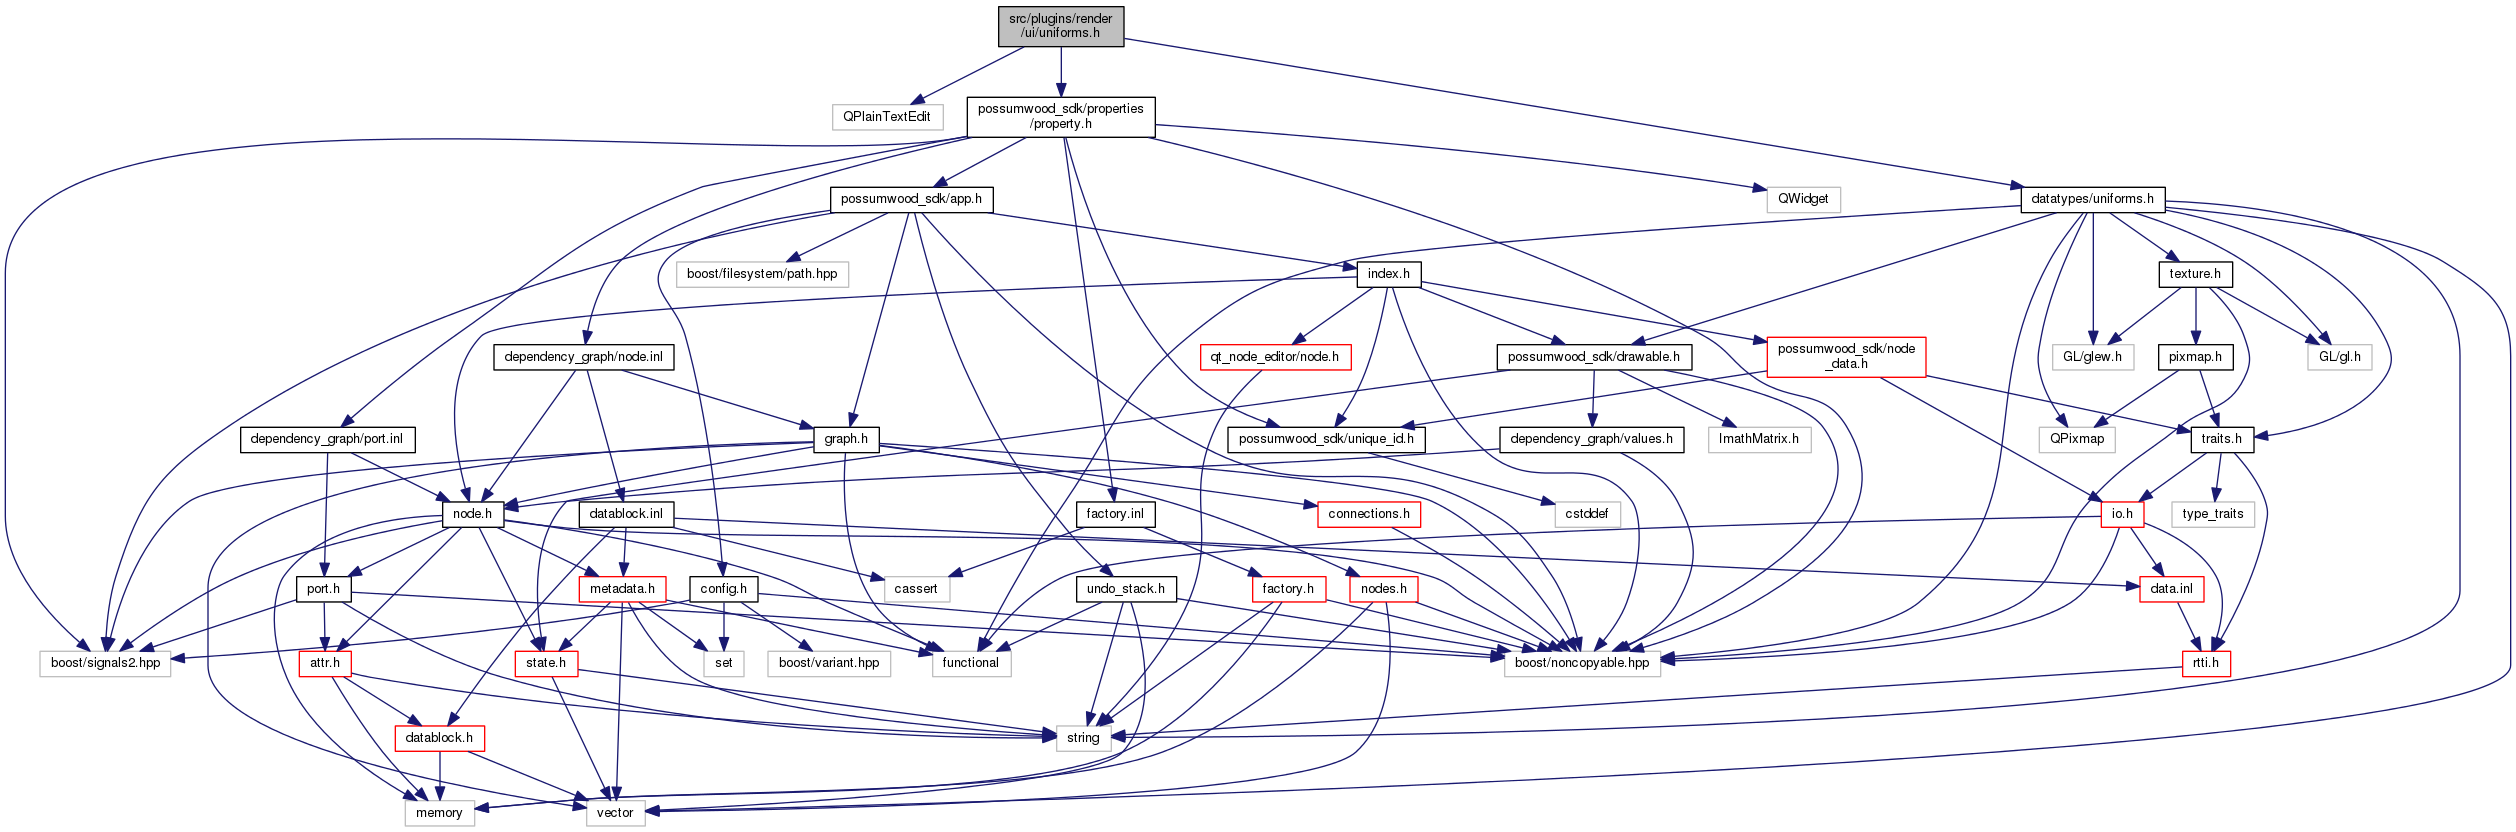 src/plugins/render
/ui/uniforms.h
QPlainTextEdit
possumwood_sdk/properties
/property.h
possumwood_sdk/app.h
QWidget
datatypes/uniforms.h
boost/filesystem/path.hpp
index.h
texture.h
dependency_graph/node.inl
qt_node_editor/node.h
possumwood_sdk/drawable.h
possumwood_sdk/node
_data.h
GL/glew.h
pixmap.h
GL/gl.h
dependency_graph/port.inl
graph.h
possumwood_sdk/unique_id.h
dependency_graph/values.h
ImathMatrix.h
QPixmap
traits.h
node.h
datablock.inl
factory.inl
connections.h
cstddef
io.h
type_traits
port.h
metadata.h
config.h
cassert
undo_stack.h
factory.h
nodes.h
data.inl
boost/signals2.hpp
attr.h
state.h
set
boost/variant.hpp
functional
boost/noncopyable.hpp
rtti.h
datablock.h
string
memory
vector